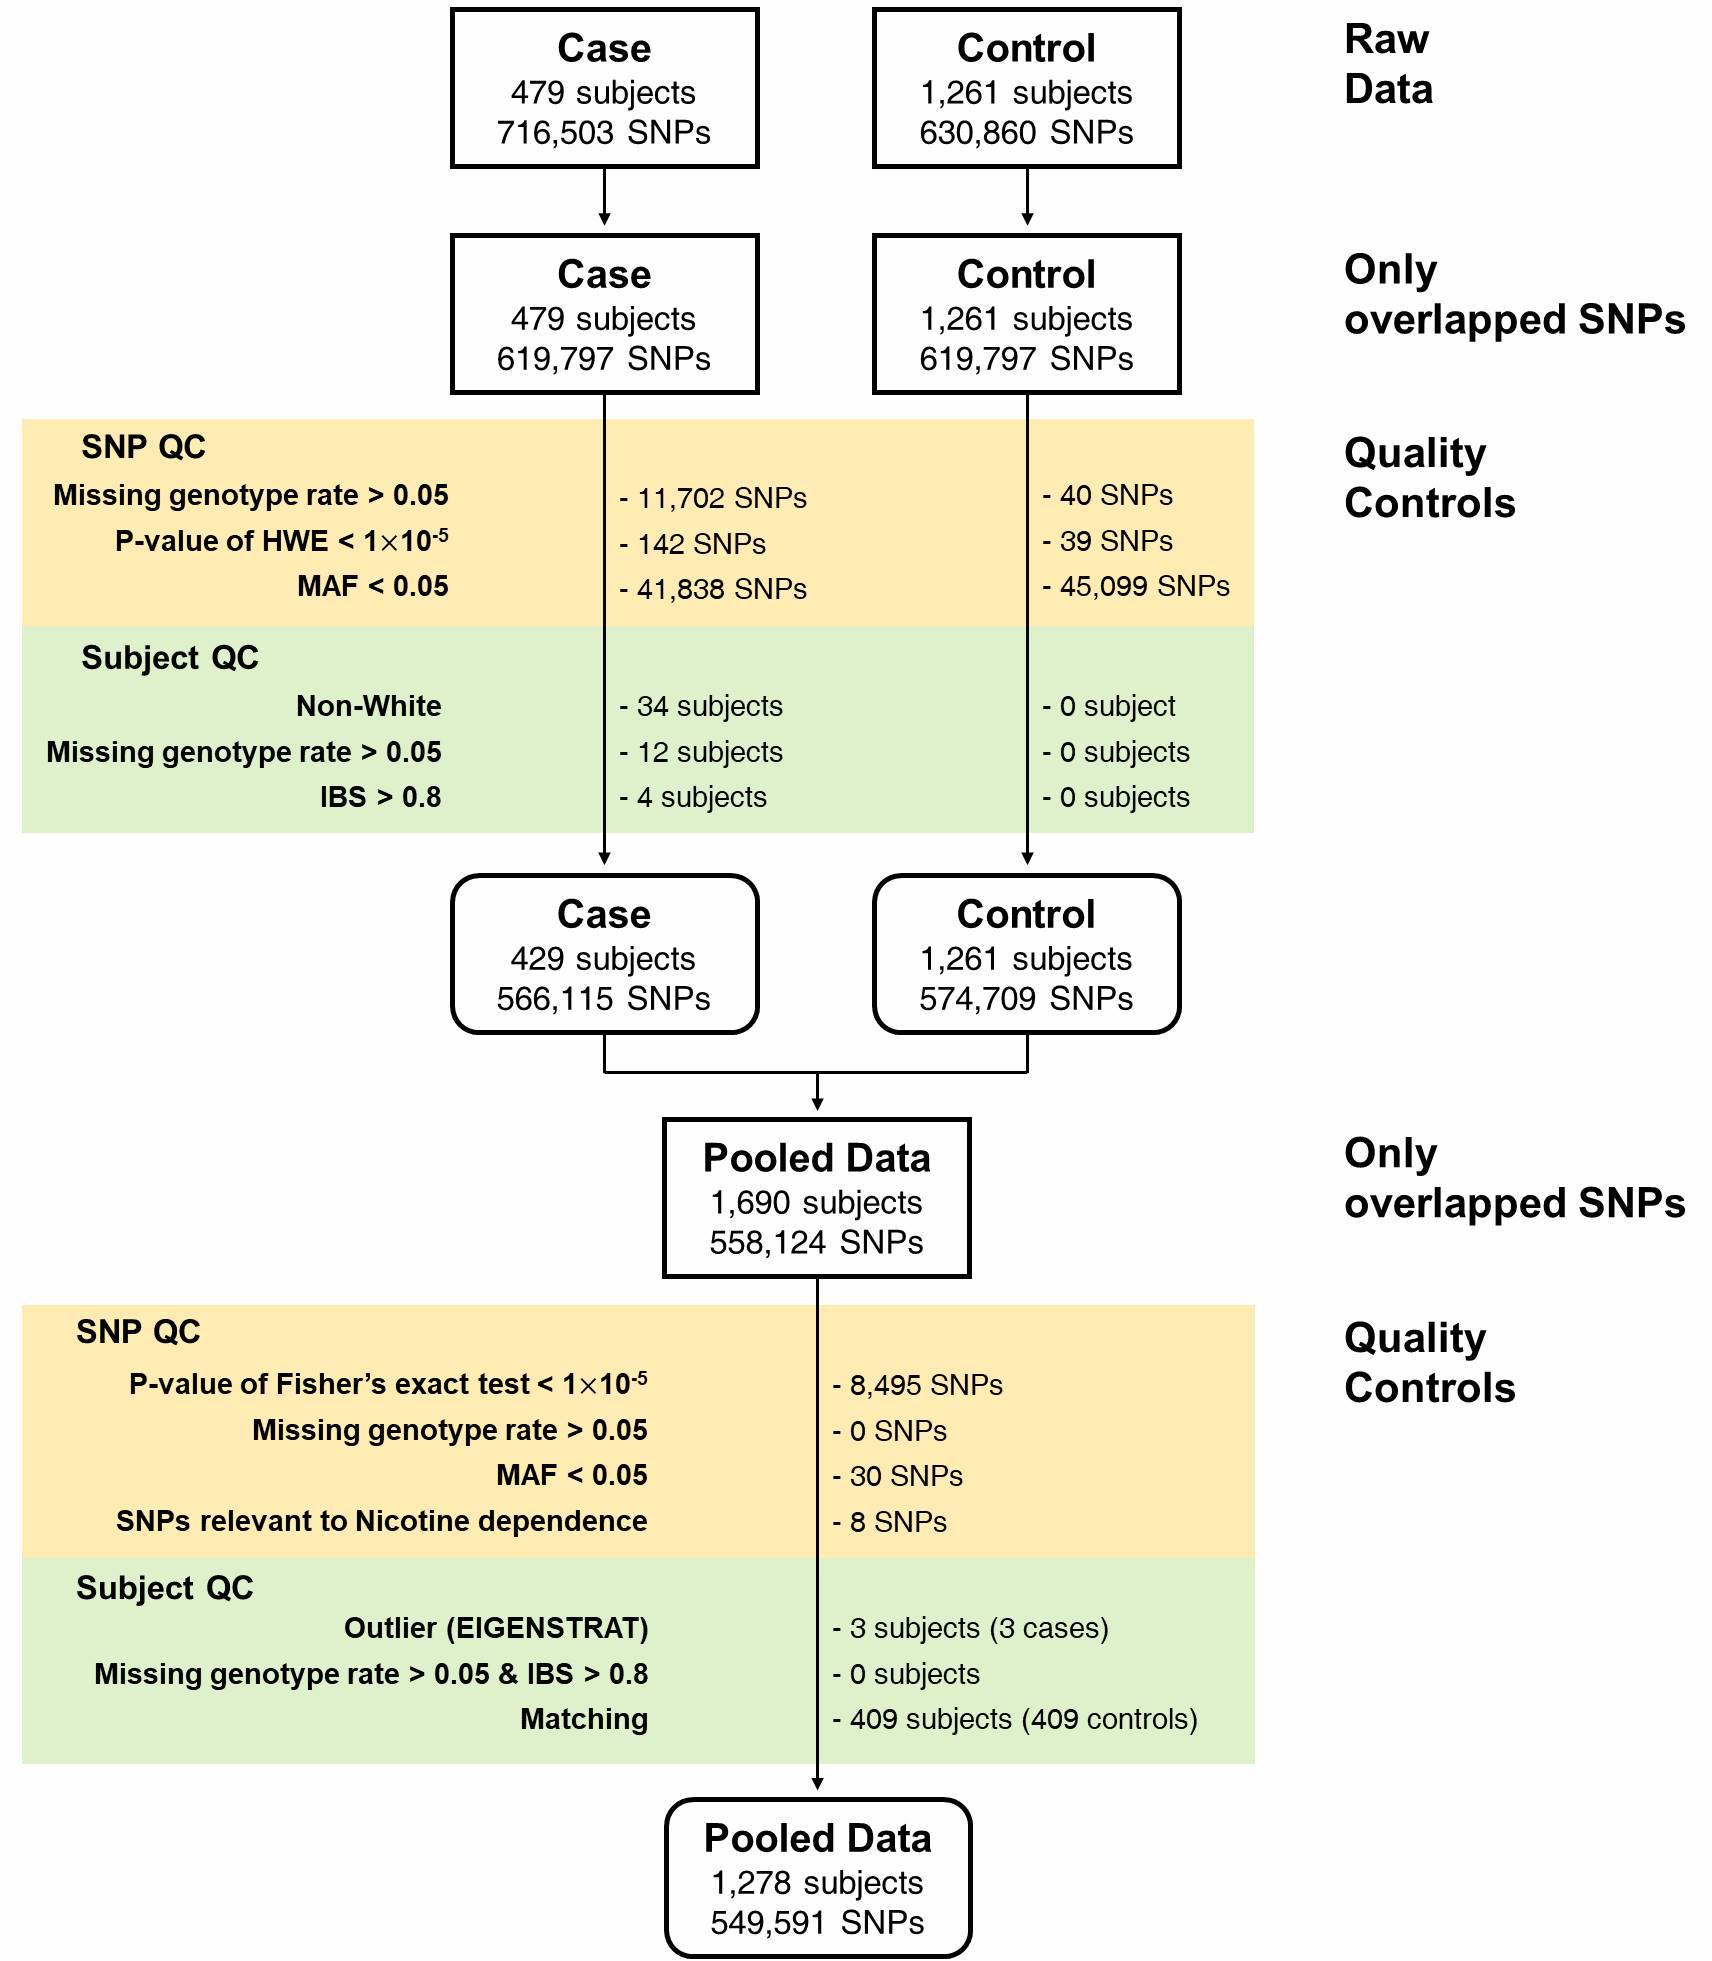 Case
479 subjects
716,503 SNPs
Control
1,261 subjects
630,860 SNPs
Raw
Data
Case
479 subjects
619,797 SNPs
Control
1,261 subjects
619,797 SNPs
Only
overlapped SNPs
SNP QC
Missing genotype rate > 0.05 - 11,702 SNPs - 40 SNPs
P-value of HWE < 1×10⁻⁵ - 142 SNPs - 39 SNPs
MAF < 0.05 - 41,838 SNPs - 45,099 SNPs
Quality
Controls
Subject QC
Non-White - 34 subjects - 0 subject
Missing genotype rate > 0.05 - 12 subjects - 0 subjects
IBS > 0.8 - 4 subjects - 0 subjects
Case
429 subjects
566,115 SNPs
Control
1,261 subjects
574,709 SNPs
Pooled Data
1,690 subjects
558,124 SNPs
Only
overlapped SNPs
SNP QC
P-value of Fisher’s exact test < 1×10⁻⁵ - 8,495 SNPs
Missing genotype rate > 0.05 - 0 SNPs
MAF < 0.05 - 30 SNPs
SNPs relevant to Nicotine dependence - 8 SNPs
Quality
Controls
Subject QC
Outlier (EIGENSTRAT) - 3 subjects (3 cases)
Missing genotype rate > 0.05 & IBS > 0.8 - 0 subjects
Matching - 409 subjects (409 controls)
Pooled Data
1,278 subjects
549,591 SNPs